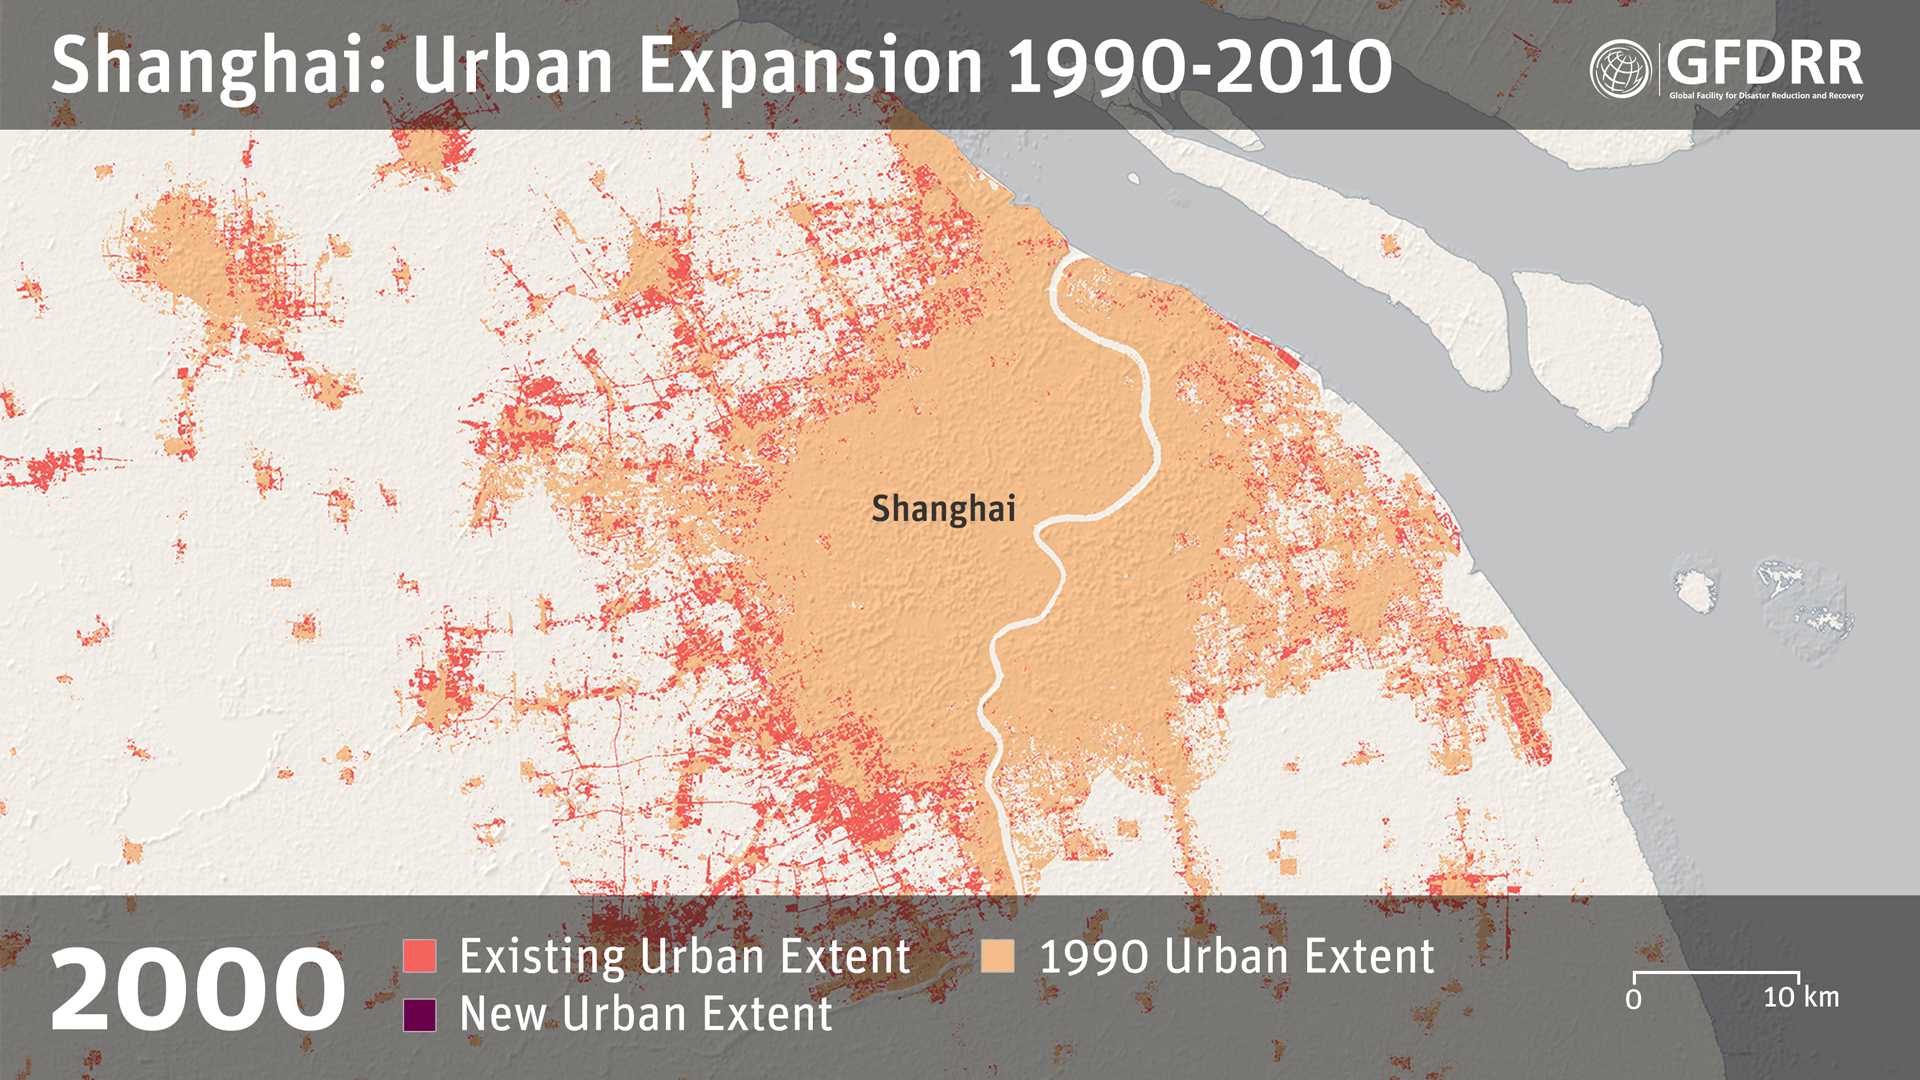 Shanghai: Urban Expansion 1990-2010
GFDRR
Global Facility for Disaster Reduction and Recovery
Shanghai
2000
Existing Urban Extent
1990 Urban Extent
New Urban Extent
0
10 km